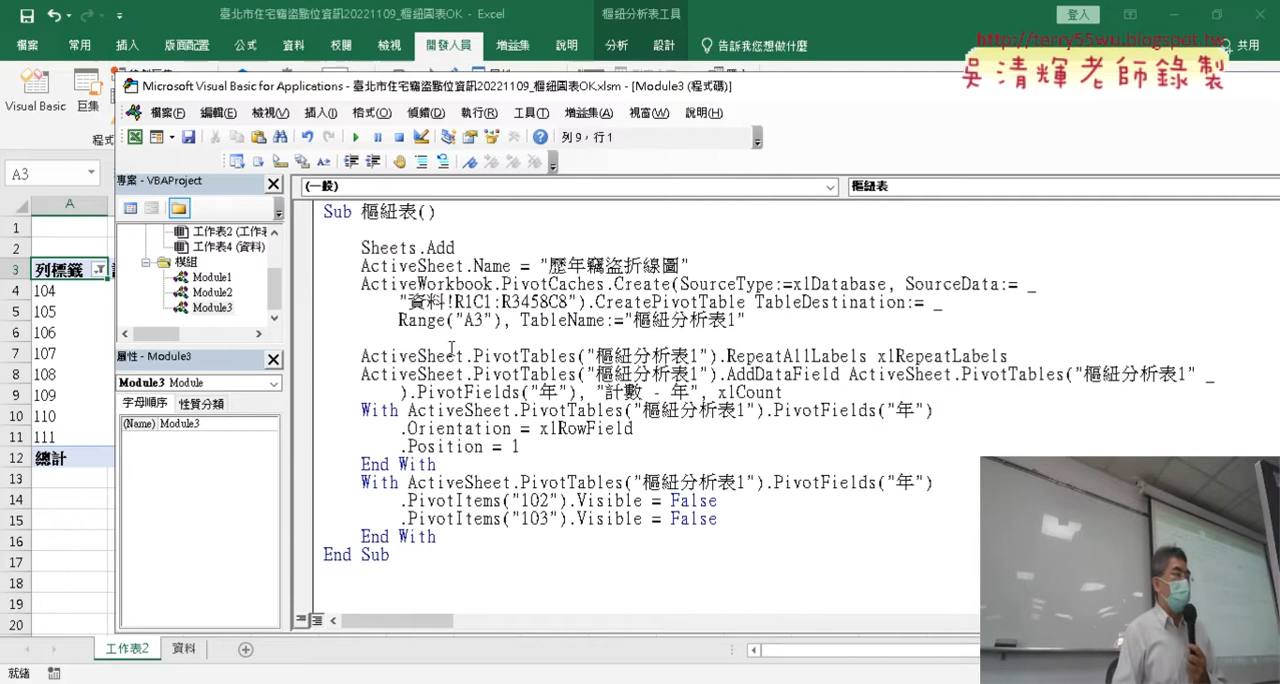 臺北市住宅竊盜點位資訊20221109_樞紐圖表OK - Excel
樞紐分析表工具
登入
檔案 常用 插入 版面配置 公式 資料 校閱 檢視 開發人員 增益集 說明 分析 設計 告訴我您想做什麼 共用
http://terry55wu.blogspot.tw
吳清輝老師錄製
Visual Basic 巨集
Microsoft Visual Basic for Applications - 臺北市住宅竊盜點位資訊20221109_樞紐圖表OK.xlsm - [Module3 (程式碼)]
檔案(F) 編輯(E) 檢視(V) 插入(I) 格式(O) 偵錯(D) 執行(R) 工具(T) 增益集(A) 視窗(W) 說明(H)
列 9，行 1
A3
專案 - VBAProject
(一般) 樞紐表
工作表2
工作表4 (資料)
模組
Module1
Module2
Module3
屬性 - Module3
Module3 Module
字母順序 性質分類
(Name) Module3
A
1
2
3 列標籤
4 104
5 105
6 106
7 107
8 108
9 109
10 110
11 111
12 總計
13
14
15
16
17
18
19
20
Sub 樞紐表()
Sheets.Add
ActiveSheet.Name = "歷年竊盜折線圖"
ActiveWorkbook.PivotCaches.Create(SourceType:=xlDatabase, SourceData:= _
"資料!R1C1:R3458C8").CreatePivotTable TableDestination:= _
Range("A3"), TableName:="樞紐分析表1"
ActiveSheet.PivotTables("樞紐分析表1").RepeatAllLabels xlRepeatLabels
ActiveSheet.PivotTables("樞紐分析表1").AddDataField ActiveSheet.PivotTables("樞紐分析表1" _
).PivotFields("年"), "計數 - 年", xlCount
With ActiveSheet.PivotTables("樞紐分析表1").PivotFields("年")
.Orientation = xlRowField
.Position = 1
End With
With ActiveSheet.PivotTables("樞紐分析表1").PivotFields("年")
.PivotItems("102").Visible = False
.PivotItems("103").Visible = False
End With
End Sub
工作表2 資料
就緒